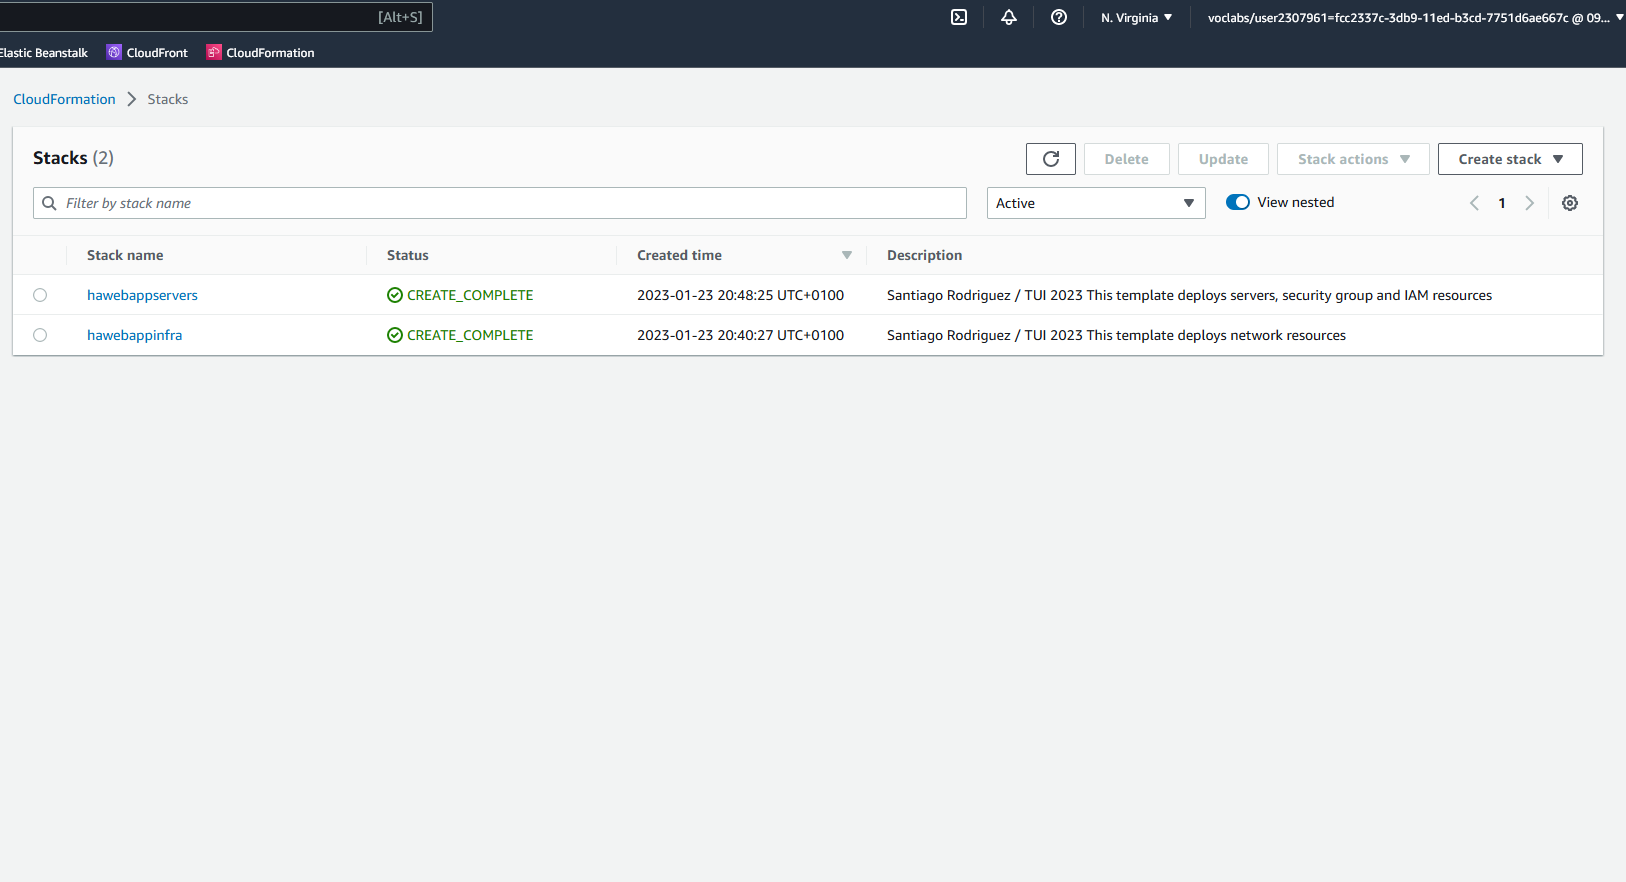 [Alt+S]
N. Virginia
voclabs/user2307961=fcc2337c-3db9-11ed-b3cd-7751d6ae667c @ 09...
Elastic Beanstalk
CloudFront
CloudFormation
CloudFormation
Stacks
Stacks (2)
Delete
Update
Stack actions
Create stack
Filter by stack name
Active
View nested
1
Stack name
Status
Created time
Description
hawebappservers
CREATE_COMPLETE
2023-01-23 20:48:25 UTC+0100
Santiago Rodriguez / TUI 2023 This template deploys servers, security group and IAM resources
hawebappinfra
CREATE_COMPLETE
2023-01-23 20:40:27 UTC+0100
Santiago Rodriguez / TUI 2023 This template deploys network resources